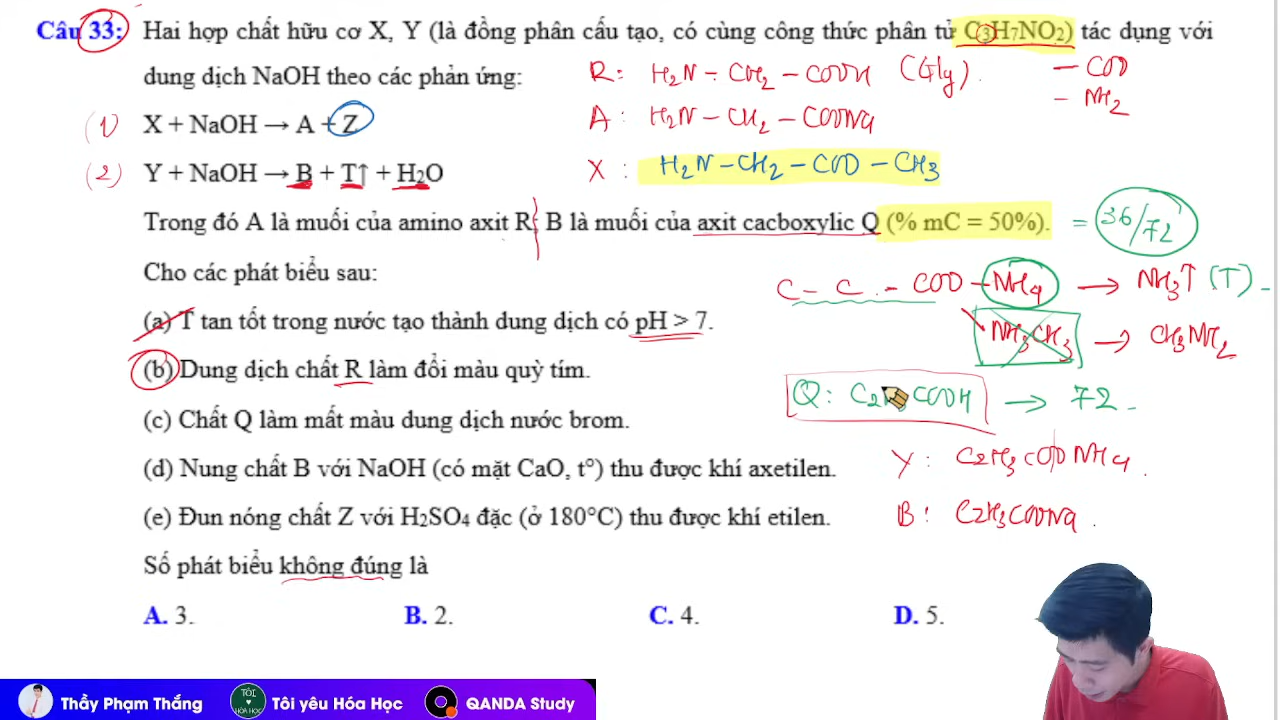 Câu 33: Hai hợp chất hữu cơ X, Y (là đồng phân cấu tạo, có cùng công thức phân tử C3H7NO2) tác dụng với
dung dịch NaOH theo các phản ứng:
R: H2N - CH2 - COOH (Gly)
- COO
- NH2
(1) X + NaOH → A + Z
A: H2N - CH2 - COONa
(2) Y + NaOH → B + T↑ + H2O
X: H2N - CH2 - COO - CH3
Trong đó A là muối của amino axit R; B là muối của axit cacboxylic Q (% mC = 50%). = 36/72
Cho các phát biểu sau:
C - C - COO - NH4 → NH3↑ (T)
(a) T tan tốt trong nước tạo thành dung dịch có pH > 7.
NH3CH3 → CH3NH2
(b) Dung dịch chất R làm đổi màu quỳ tím.
Q: C2 COOH → 72
(c) Chất Q làm mất màu dung dịch nước brom.
Y: C2H3COONH4
(d) Nung chất B với NaOH (có mặt CaO, t°) thu được khí axetilen.
(e) Đun nóng chất Z với H2SO4 đặc (ở 180°C) thu được khí etilen.
B: C2H3COONa
Số phát biểu không đúng là
A. 3. B. 2. C. 4. D. 5.
Thầy Phạm Thắng
TÔI ♥ HÓA HỌC
Tôi yêu Hóa Học
QANDA Study